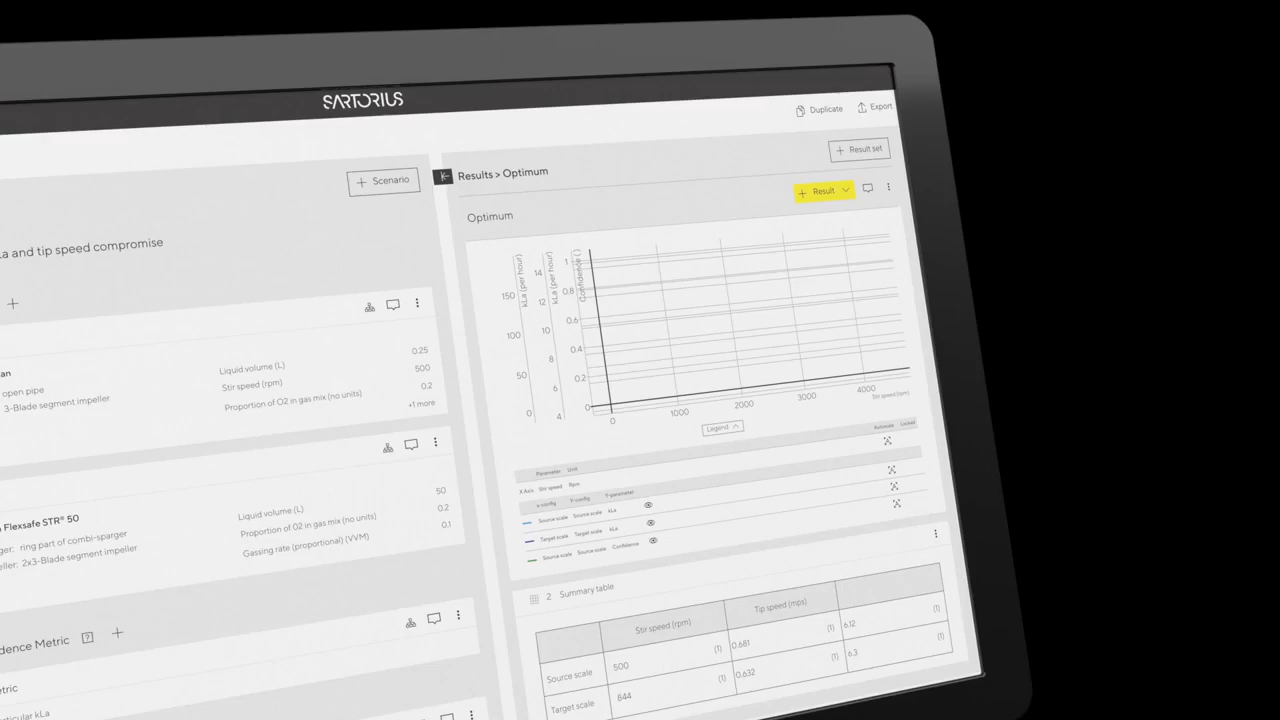 SARTORIUS
Duplicate
Export
+ Result set
+ Scenario
Results > Optimum
+ Result
Optimum
and tip speed compromise
open pipe
3-Blade segment impeller
Liquid volume (L) 0.25
Stir speed (rpm) 500
Proportion of O2 in gas mix (no units) 0.2
+1 more
Flexsafe STR® 50
ring part of combi-sparger
2x3-Blade segment impeller
Liquid volume (L) 50
Proportion of 02 in gas mix (no units) 0.2
Gassing rate (proportional) (VVM) 0.1
Metric ? +
kLa
kLa (per hour)
150
100
50
0
kLa (per hour)
14
12
10
8
6
4
Confidence ( )
1
0.8
0.6
0.4
0.2
0
0 1000 2000 3000 4000
Stir speed (rpm)
Legend
Parameter Unit Autoscale Locked
X Axis Stir speed Rpm
x-config Y-config Y-parameter
Source scale Source scale kLa
Target scale Target scale kLa
Source scale Source scale Confidence
2 Summary table
Stir speed (rpm) Tip speed (mps)
Source scale 500 (1) 0.681 (1) 6.12 (1)
Target scale 844 (1) 0.632 (1) 6.3 (1)